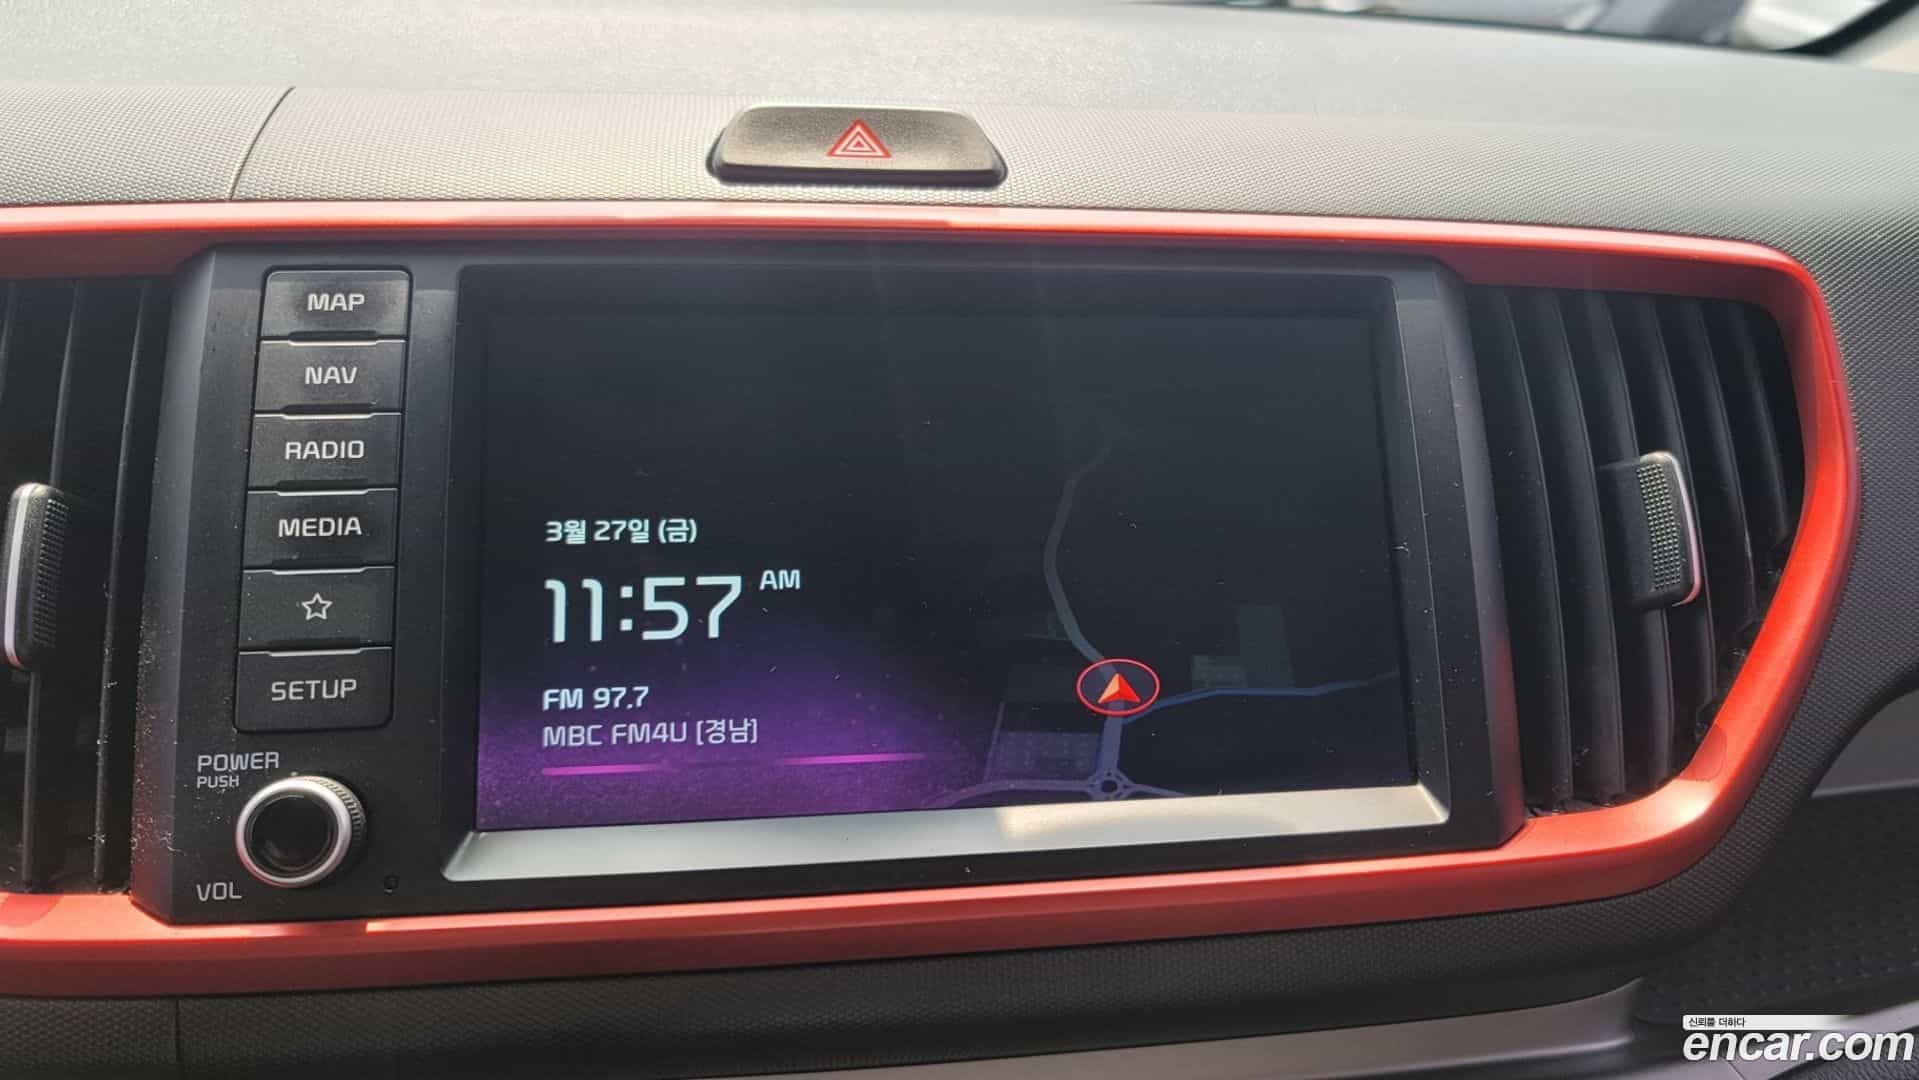 MAP
NAV
RADIO
MEDIA
SETUP
POWER
PUSH
VOL
3월 27일 (금)
11:57 AM
FM 97.7
MBC FM4U [경남]
신뢰를 더하다
encar.com